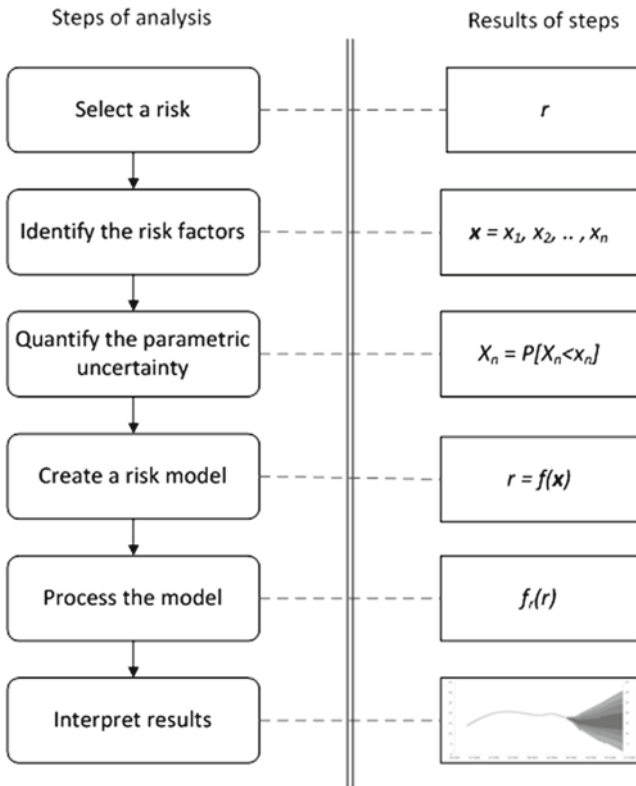 Steps of analysis
Results of steps
Select a risk
r
Identify the risk factors
x = x₁, x₂, .. , xₙ
Quantify the parametric
uncertainty
Xₙ = P[Xₙ<xₙ]
Create a risk model
r = f(x)
Process the model
fᵣ(r)
Interpret results